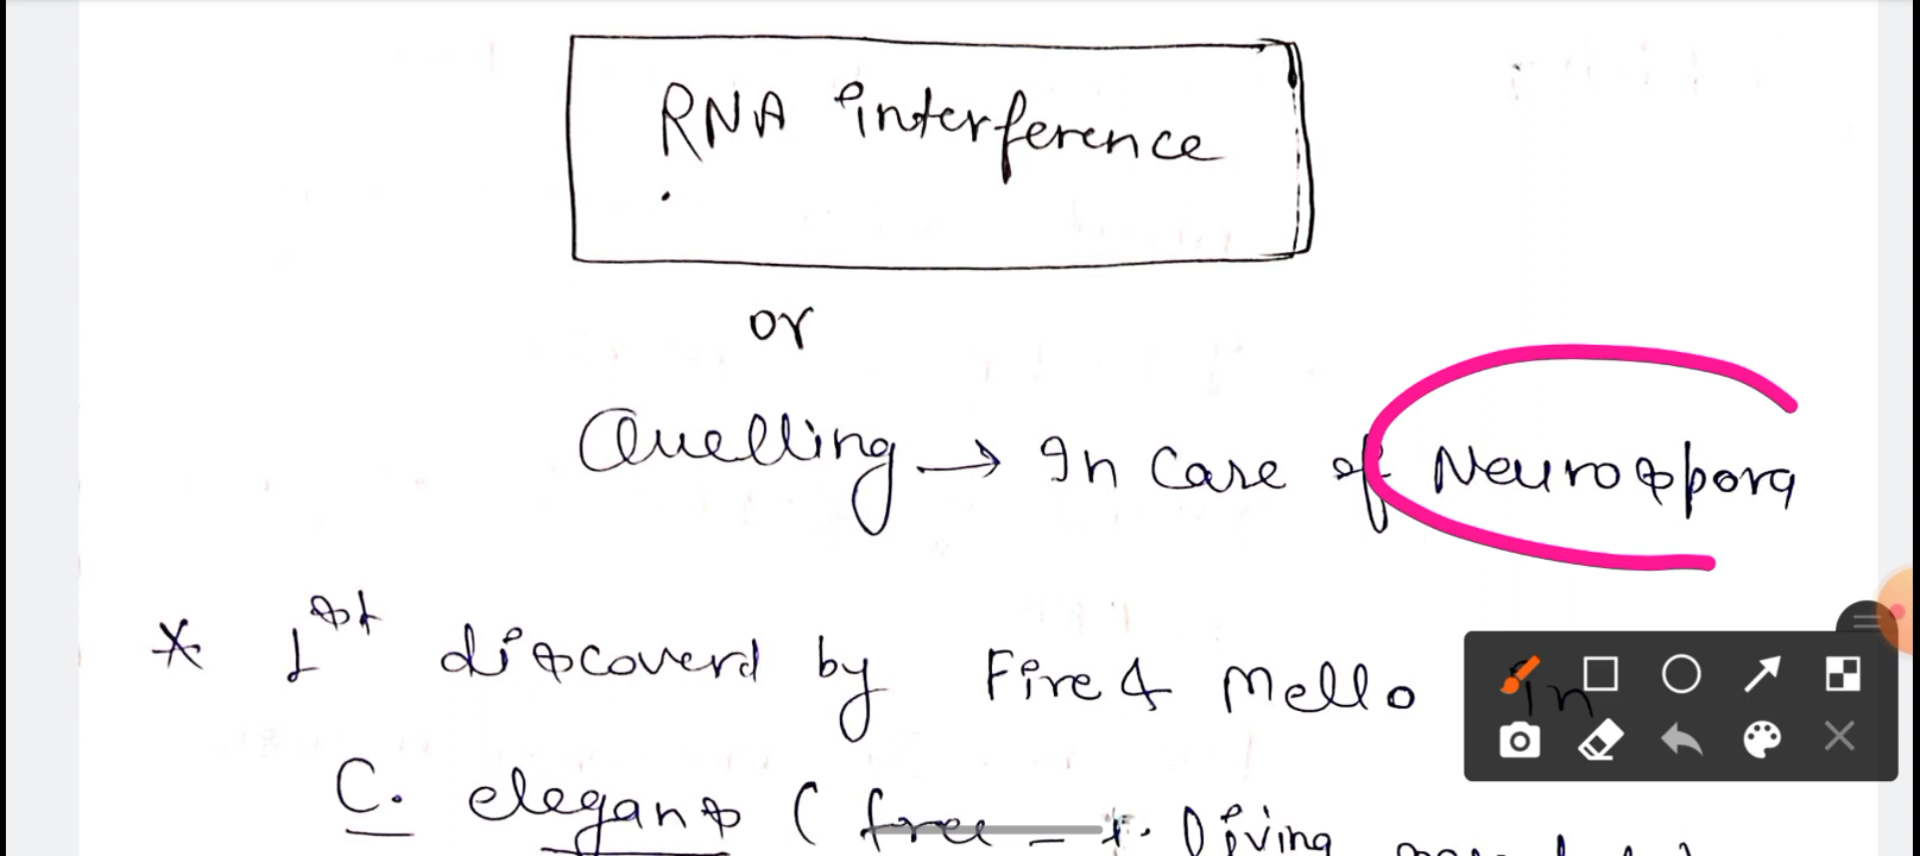 RNA interference
or
Quelling → In Case of Neurospora
* 1st discoverd by Fire & Mello in
C. elegans ( free - living